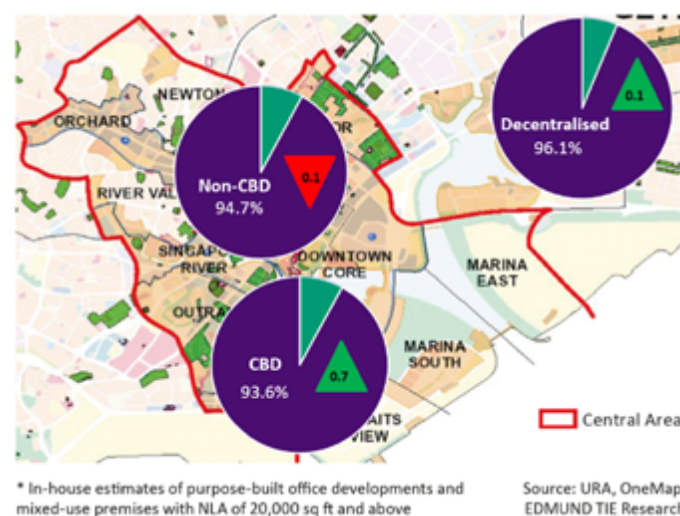 NEWTON
ORCHARD
Decentralised
96.1%
0.1
Non-CBD
94.7%
0.1
RIVER VAL
SINGAPO
RIVER
DOWNTOWN
CORE
MARINA
EAST
OUTRA
CBD
93.6%
0.7
MARINA
SOUTH
AITS
VIEW
Central Area
* In-house estimates of purpose-built office developments and
mixed-use premises with NLA of 20,000 sq ft and above
Source: URA, OneMap
EDMUND TIE Research